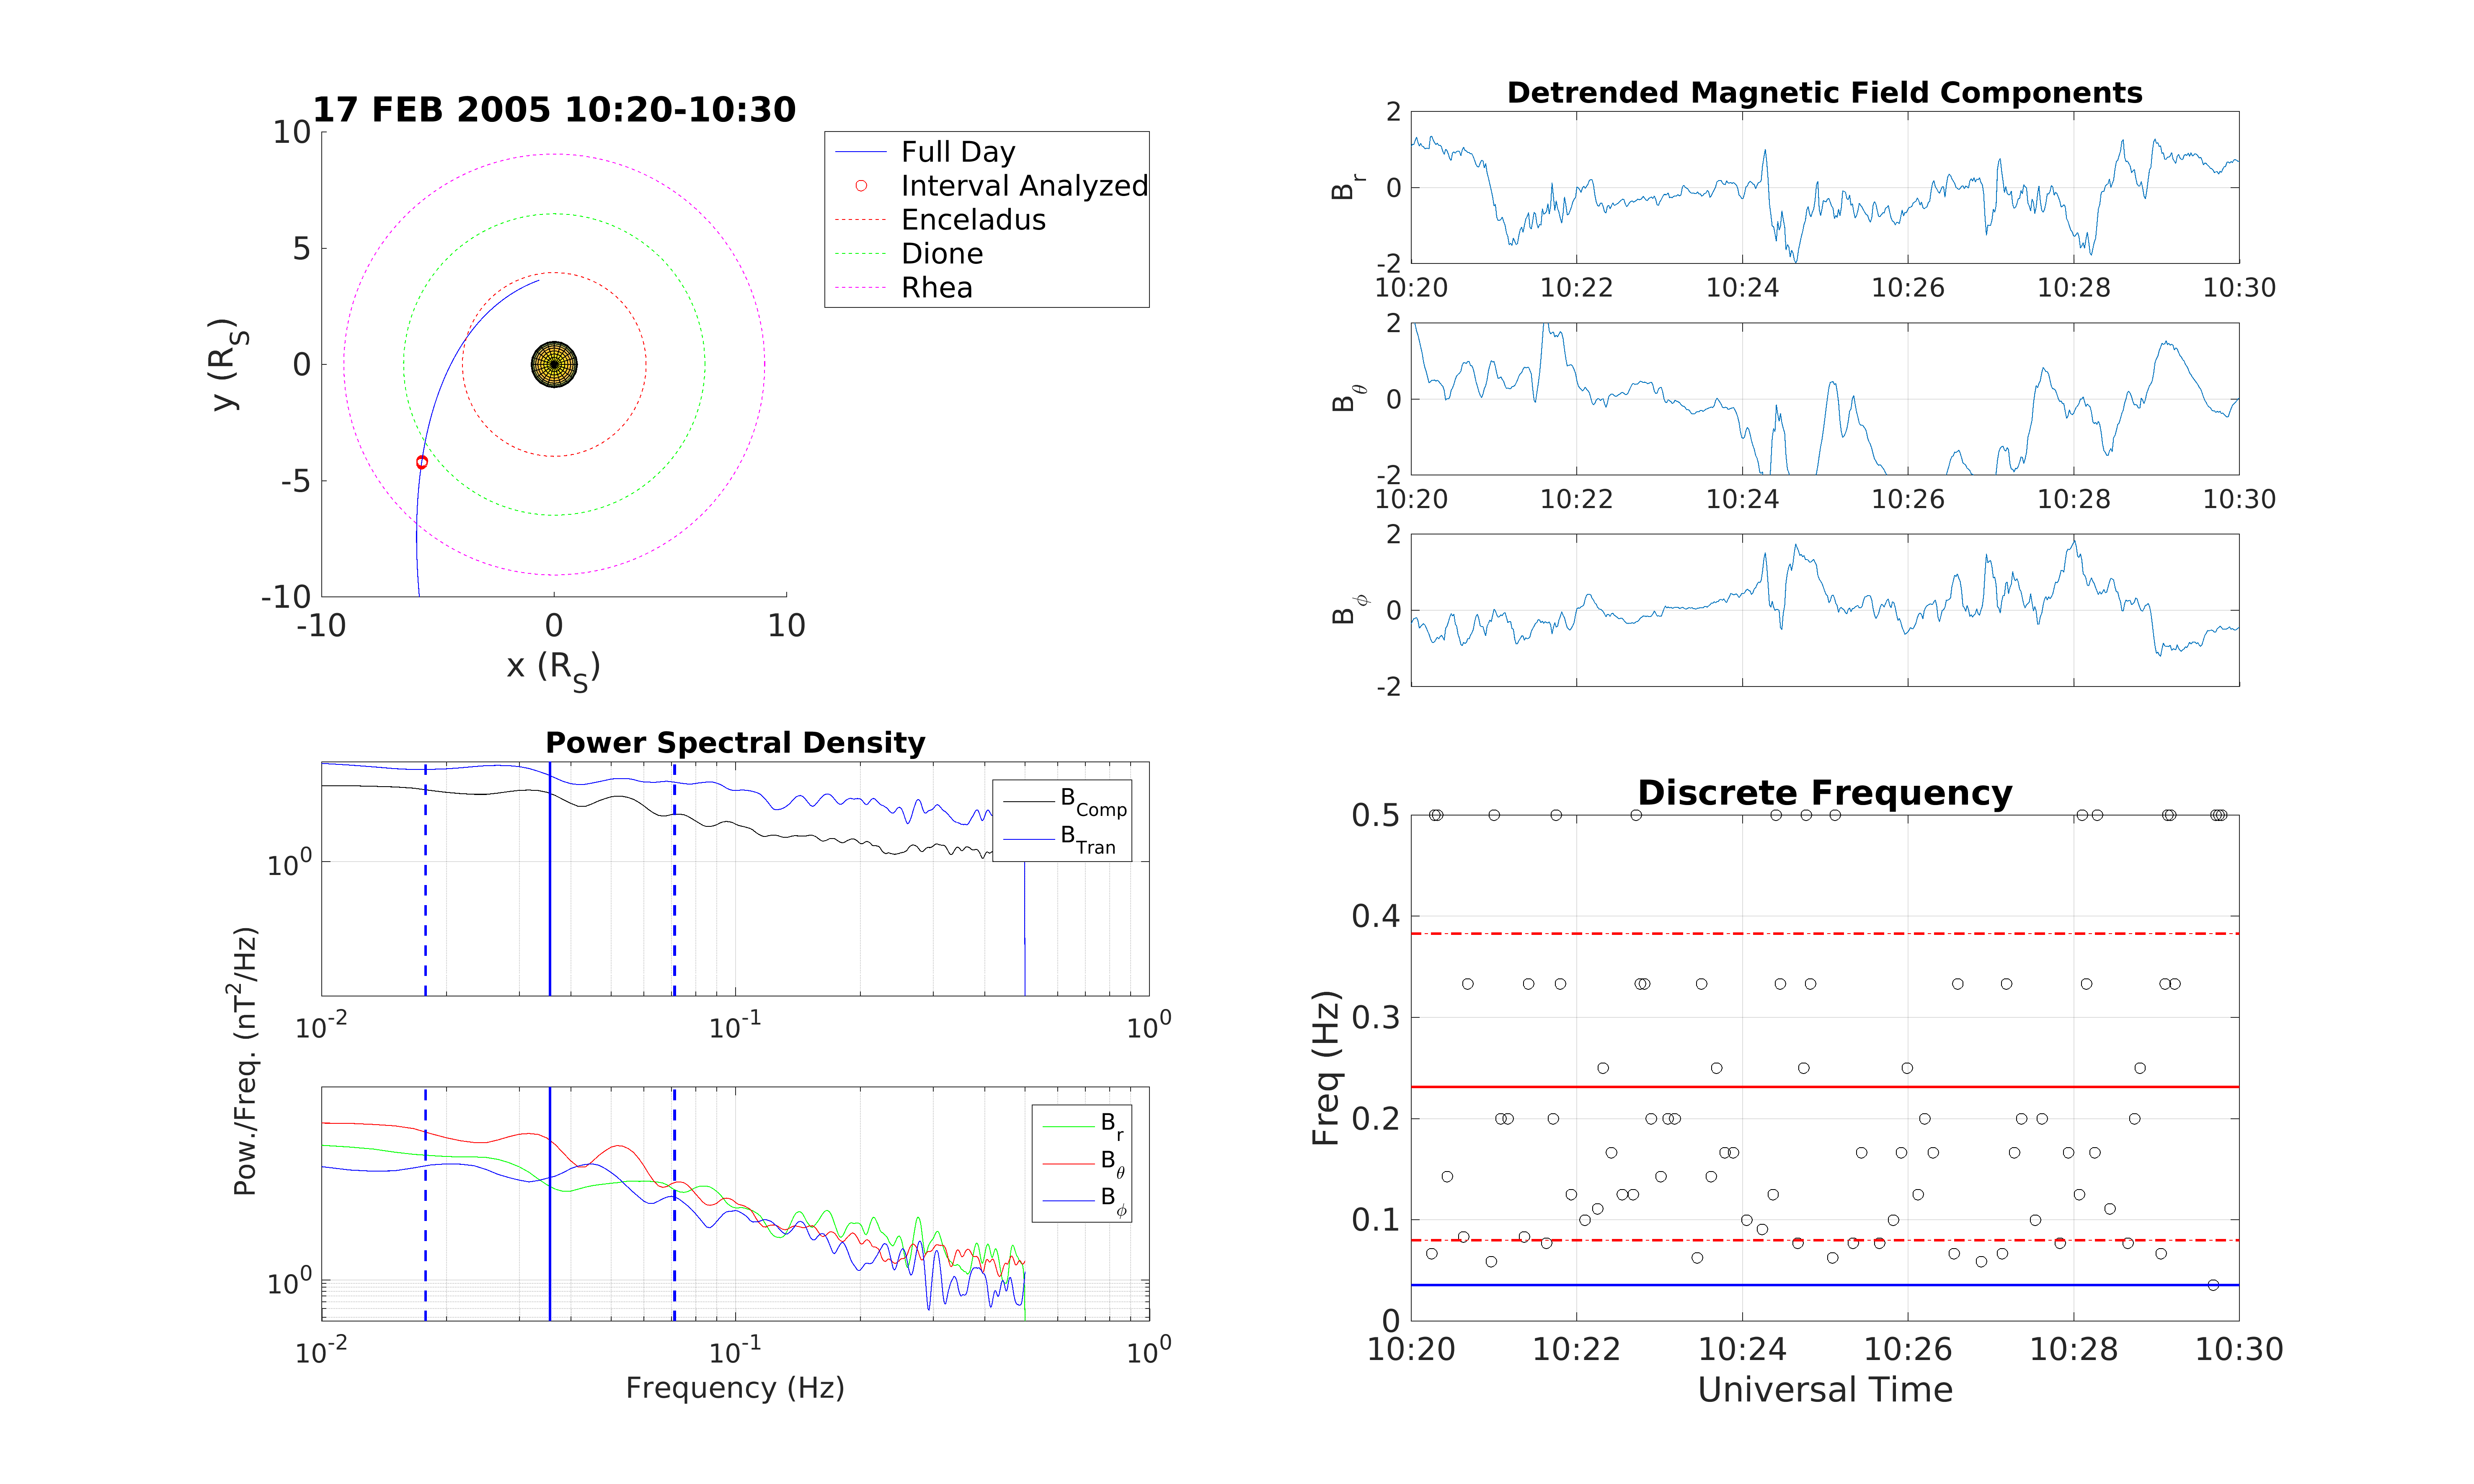 17 FEB 2005 10:20-10:30
10
5
0
-5
-10
y (R_S)
-10 0 10
x (R_S)
Full Day
Interval Analyzed
Enceladus
Dione
Rhea
Detrended Magnetic Field Components
2
0
-2
B_r
10:20 10:22 10:24 10:26 10:28 10:30
2
0
-2
B_θ
10:20 10:22 10:24 10:26 10:28 10:30
2
0
-2
B_ϕ
Power Spectral Density
10^0
B_Comp
B_Tran
10^-2 10^-1 10^0
Pow./Freq. (nT^2/Hz)
10^0
B_r
B_θ
B_ϕ
10^-2 10^-1 10^0
Frequency (Hz)
Discrete Frequency
0.5
0.4
0.3
0.2
0.1
0
Freq (Hz)
10:20 10:22 10:24 10:26 10:28 10:30
Universal Time